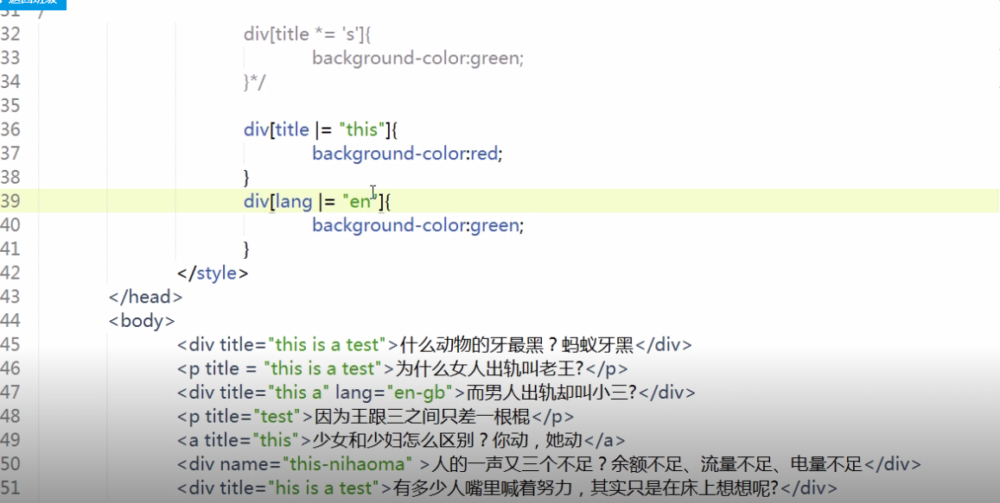 31 /
32 div[title *= 's']{
33 background-color:green;
34 }*/
35
36 div[title |= "this"]{
37 background-color:red;
38 }
39 div[lang |= "en"]{
40 background-color:green;
41 }
42 </style>
43 </head>
44 <body>
45 <div title="this is a test">什么动物的牙最黑？蚂蚁牙黑</div>
46 <p title = "this is a test">为什么女人出轨叫老王?</p>
47 <div title="this a" lang="en-gb">而男人出轨却叫小三?</div>
48 <p title="test">因为王跟三之间只差一根棍</p>
49 <a title="this">少女和少妇怎么区别？你动，她动</a>
50 <div name="this-nihaoma" >人的一声又三个不足？余额不足、流量不足、电量不足</div>
51 <div title="his is a test">有多少人嘴里喊着努力，其实只是在床上想想呢?</div>